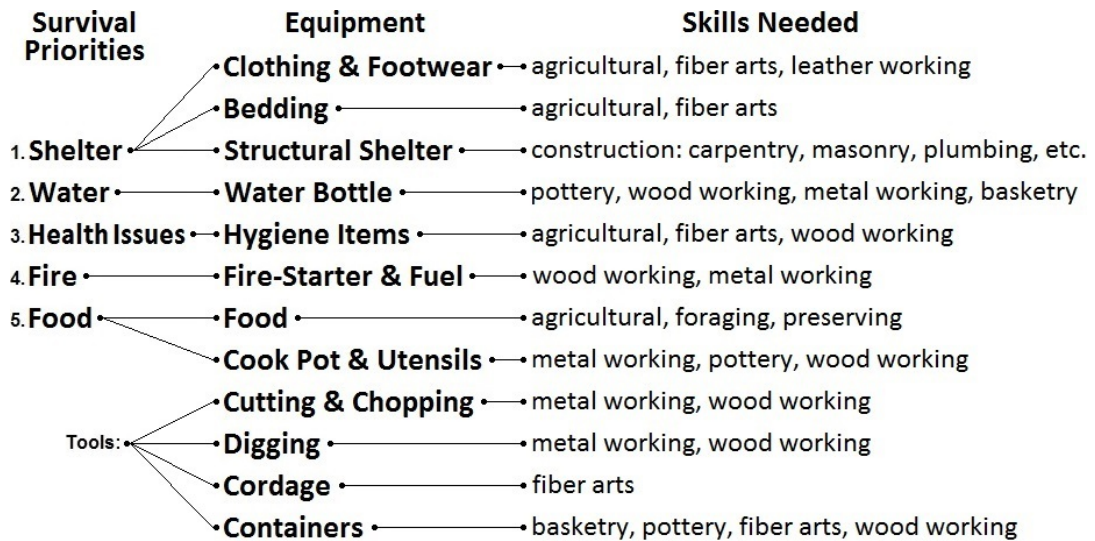 Survival Priorities Equipment Skills Needed
Clothing & Footwear agricultural, fiber arts, leather working
Bedding agricultural, fiber arts
1. Shelter Structural Shelter construction: carpentry, masonry, plumbing, etc.
2. Water Water Bottle pottery, wood working, metal working, basketry
3. Health Issues Hygiene Items agricultural, fiber arts, wood working
4. Fire Fire-Starter & Fuel wood working, metal working
5. Food Food agricultural, foraging, preserving
Cook Pot & Utensils metal working, pottery, wood working
Cutting & Chopping metal working, wood working
Tools: Digging metal working, wood working
Cordage fiber arts
Containers basketry, pottery, fiber arts, wood working